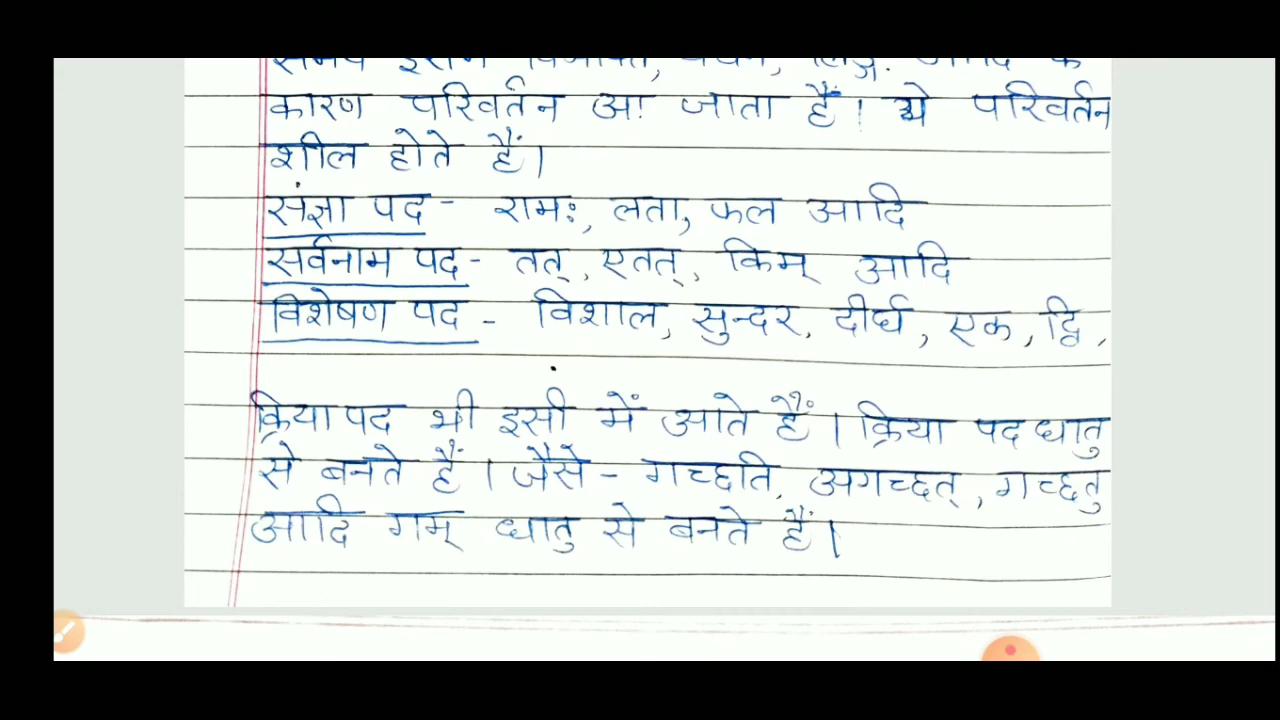 कारण परिवर्तन आ जाता हैं। ये परिवर्तन
शील होते हैं।
संज्ञा पद - रामः, लता, फल आदि
सर्वनाम पद - तत्, एतत्, किम् आदि
विशेषण पद - विशाल, सुन्दर, दीर्घ, एक, द्वि,
क्रिया पद भी इसी में आते हैं। क्रिया पद धातु
से बनते हैं। जैसे - गच्छति, अगच्छत्, गच्छतु
आदि गम् धातु से बनते हैं।